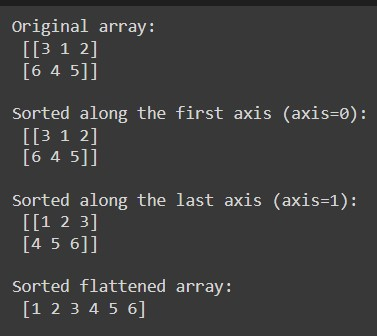 Original array:
[[3 1 2]
[6 4 5]]
Sorted along the first axis (axis=0):
[[3 1 2]
[6 4 5]]
Sorted along the last axis (axis=1):
[[1 2 3]
[4 5 6]]
Sorted flattened array:
[1 2 3 4 5 6]